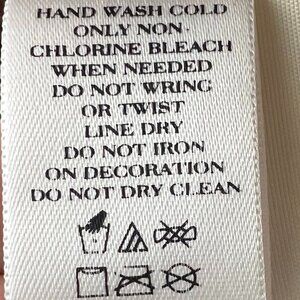 HAND WASH COLD
ONLY NON-
CHLORINE BLEACH
WHEN NEEDED
DO NOT WRING
OR TWIST
LINE DRY
DO NOT IRON
ON DECORATION
DO NOT DRY CLEAN